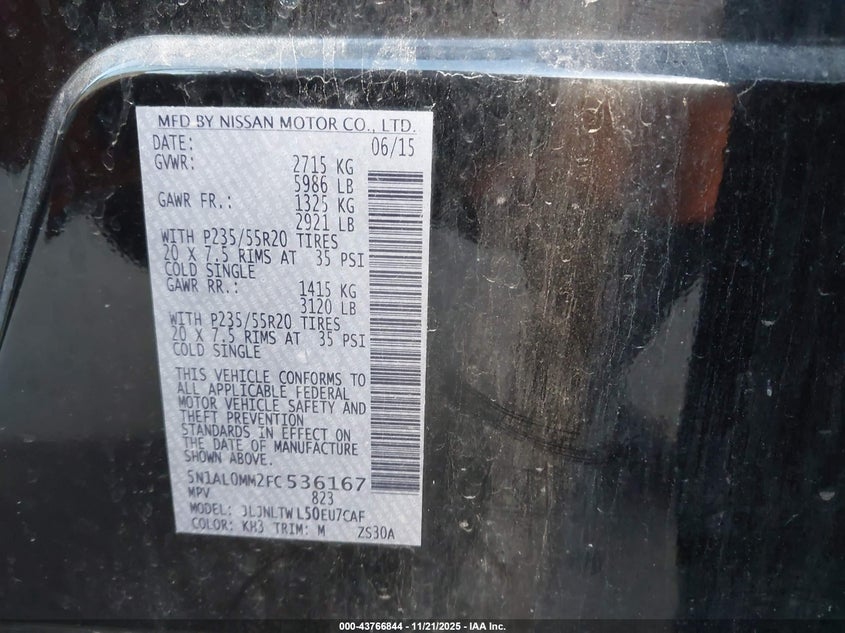 MFD BY NISSAN MOTOR CO., LTD.
DATE: 06/15
GVWR: 2715 KG
5986 LB
GAWR FR.: 1325 KG
2921 LB
WITH P235/55R20 TIRES
20 X 7.5 RIMS AT 35 PSI
COLD SINGLE
GAWR RR.: 1415 KG
3120 LB
WITH P235/55R20 TIRES
20 X 7.5 RIMS AT 35 PSI
COLD SINGLE
THIS VEHICLE CONFORMS TO
ALL APPLICABLE FEDERAL
MOTOR VEHICLE SAFETY AND
THEFT PREVENTION
STANDARDS IN EFFECT ON
THE DATE OF MANUFACTURE
SHOWN ABOVE.
5N1AL0MM2FC536167
MPV 823
MODEL: JLJNLTWL50EU7CAF
COLOR: KH3 TRIM: M ZS30A
000-43766844 - 11/21/2025 - IAA Inc.